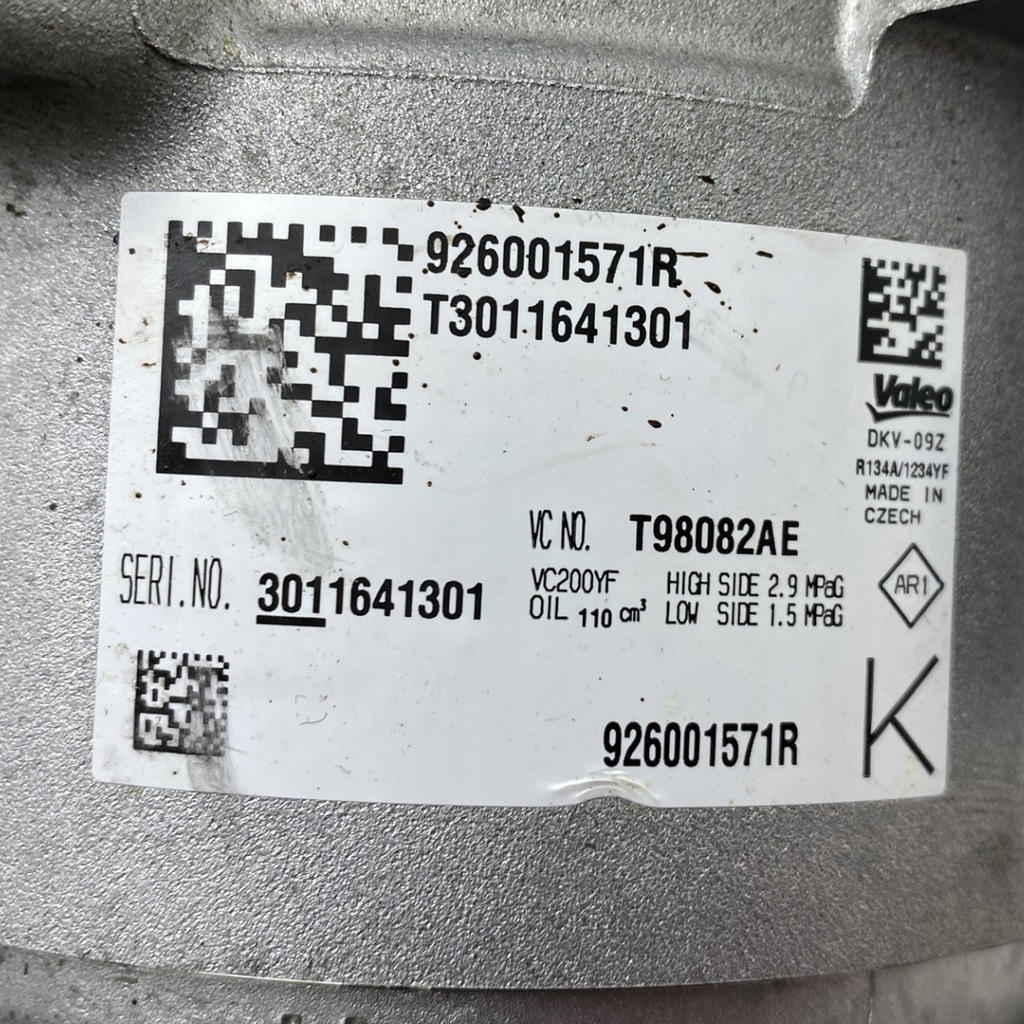 926001571R
T3011641301
Valeo
DKV-09Z
R134A/1234YF
MADE IN
CZECH
VC NO. T98082AE
SERI.NO. 3011641301
VC200YF HIGH SIDE 2.9 MPaG
OIL 110 cm³ LOW SIDE 1.5 MPaG
AR1
926001571R
K